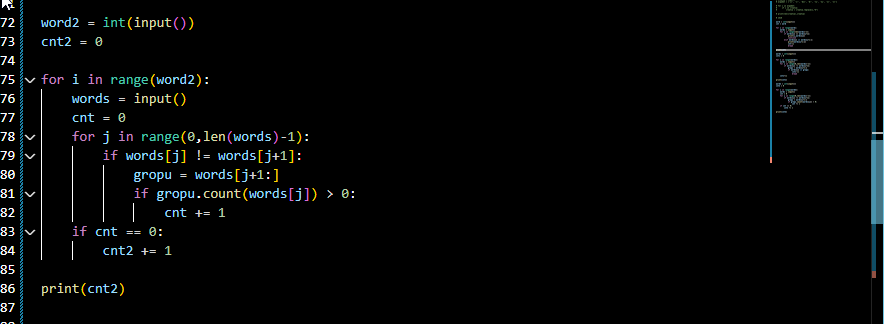 72 word2 = int(input())
73 cnt2 = 0
74
75 for i in range(word2):
76 words = input()
77 cnt = 0
78 for j in range(0,len(words)-1):
79 if words[j] != words[j+1]:
80 gropu = words[j+1:]
81 if gropu.count(words[j]) > 0:
82 cnt += 1
83 if cnt == 0:
84 cnt2 += 1
85
86 print(cnt2)
87